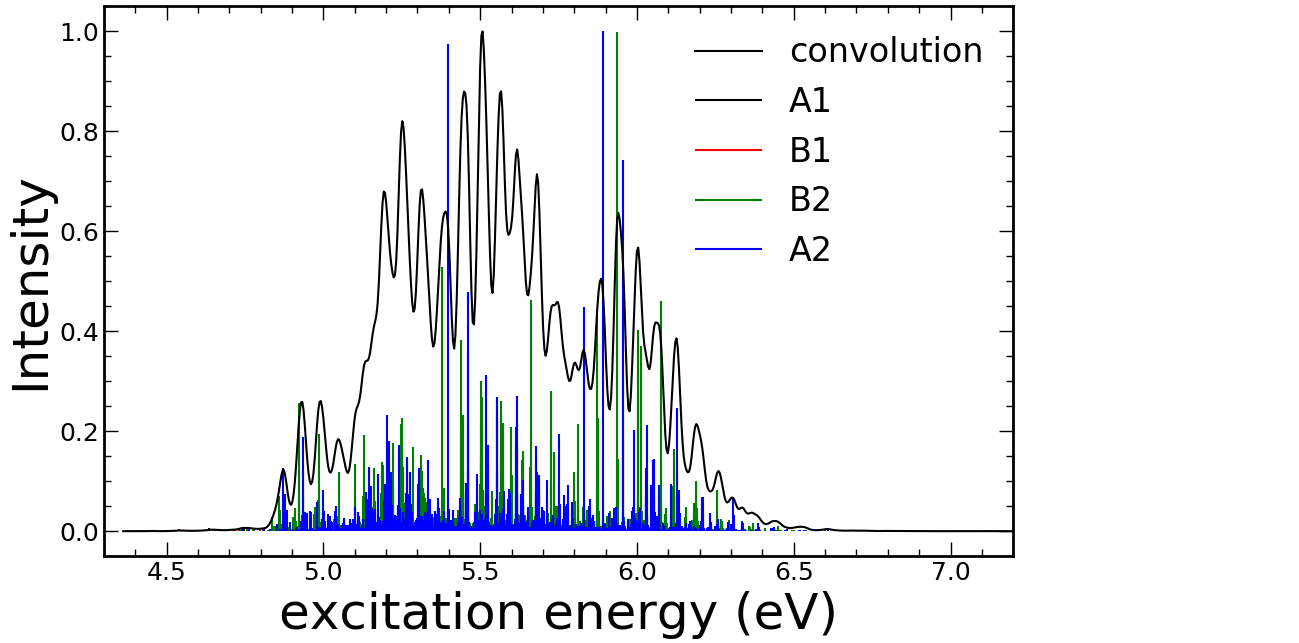 1.0
0.8
0.6
0.4
0.2
0.0
Intensity
convolution
A1
B1
B2
A2
4.5 5.0 5.5 6.0 6.5 7.0
excitation energy (eV)